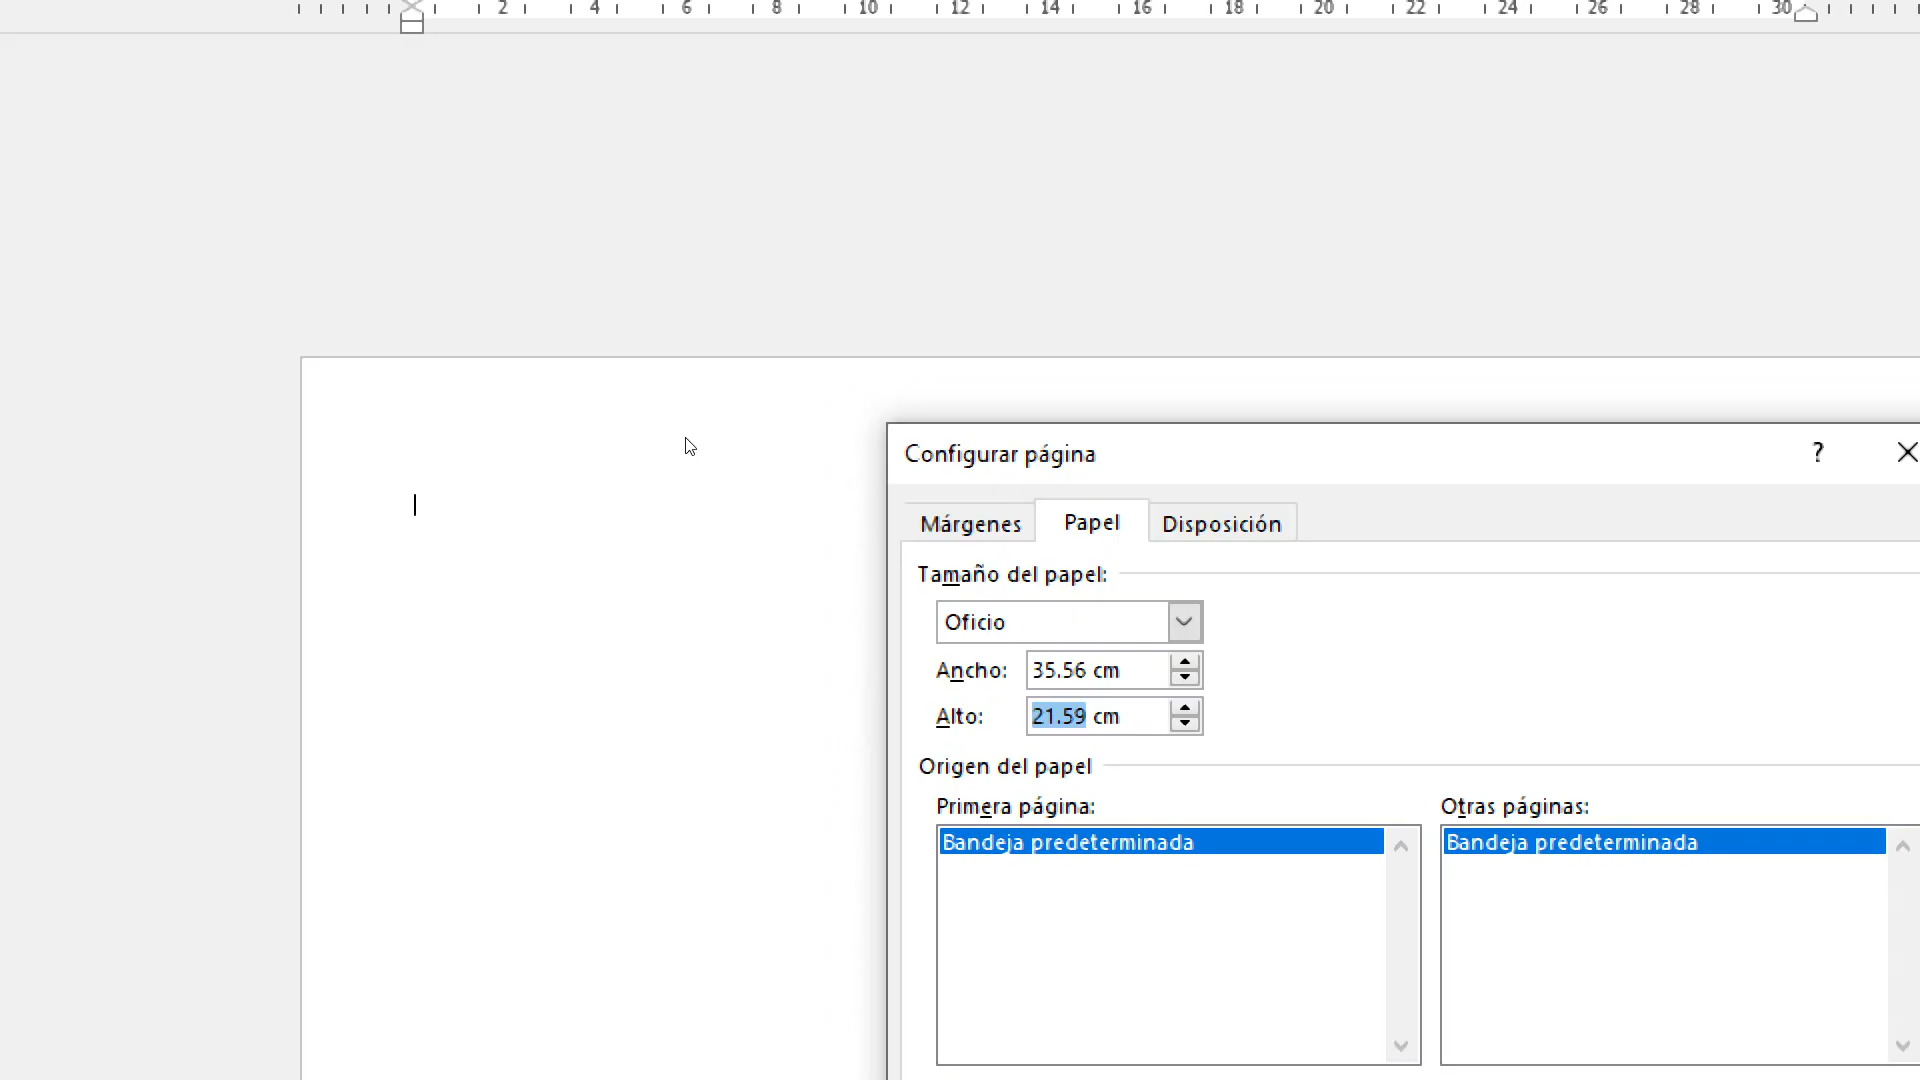 2 4 6 8 10 12 14 16 18 20 22 24 26 28 30
Configurar página ?
Márgenes Papel Disposición
Tamaño del papel:
Oficio
Ancho: 35.56 cm
Alto: 21.59 cm
Origen del papel
Primera página: Otras páginas:
Bandeja predeterminada Bandeja predeterminada